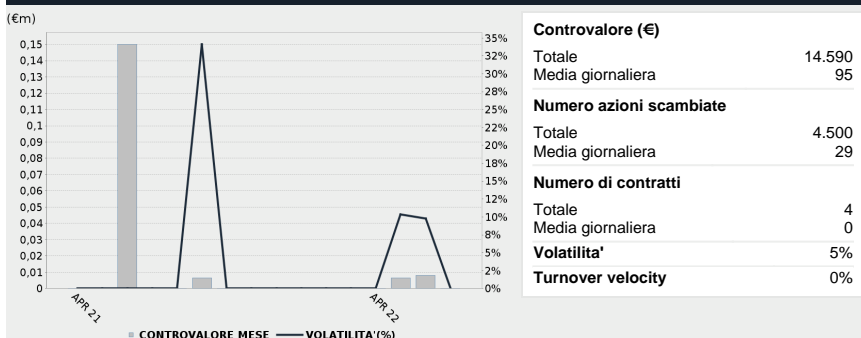 (€m)
0,15
0,14
0,13
0,12
0,11
0,1
0,09
0,08
0,07
0,06
0,05
0,04
0,03
0,02
0,01
0
35%
32%
30%
28%
25%
22%
20%
18%
15%
12%
10%
8%
5%
2%
0%
APR 21
APR 22
CONTROVALORE MESE VOLATILITA'(%)
Controvalore (€)
Totale 14.590
Media giornaliera 95
Numero azioni scambiate
Totale 4.500
Media giornaliera 29
Numero di contratti
Totale 4
Media giornaliera 0
Volatilita' 5%
Turnover velocity 0%